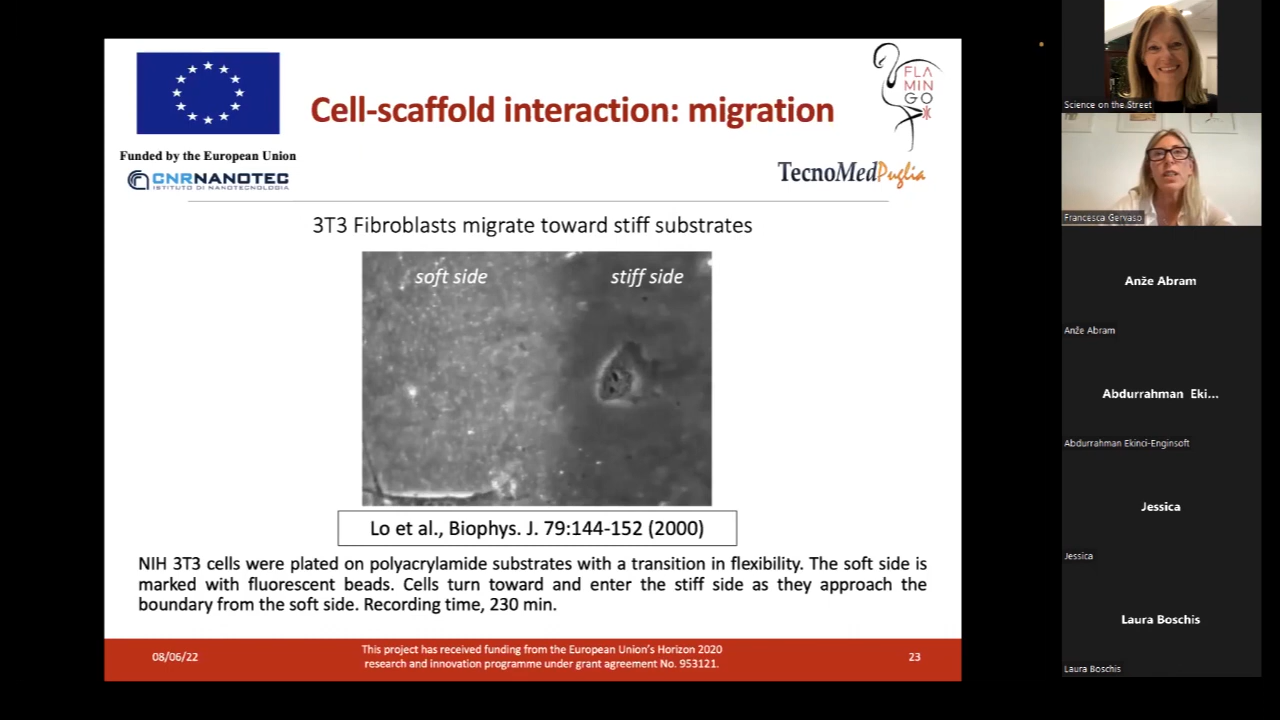 Cell-scaffold interaction: migration
FLA
MIN
GO
Funded by the European Union
CNRNANOTEC
ISTITUTO DI NANOTECNOLOGIA
TecnoMedPuglia
3T3 Fibroblasts migrate toward stiff substrates
soft side
stiff side
Lo et al., Biophys. J. 79:144-152 (2000)
NIH 3T3 cells were plated on polyacrylamide substrates with a transition in flexibility. The soft side is
marked with fluorescent beads. Cells turn toward and enter the stiff side as they approach the
boundary from the soft side. Recording time, 230 min.
08/06/22
This project has received funding from the European Union's Horizon 2020
research and innovation programme under grant agreement No. 953121.
23
Science on the Street
Francesca Gervaso
Anže Abram
Anže Abram
Abdurrahman Eki...
Abdurrahman Ekinci-Enginsoft
Jessica
Jessica
Laura Boschis
Laura Boschis